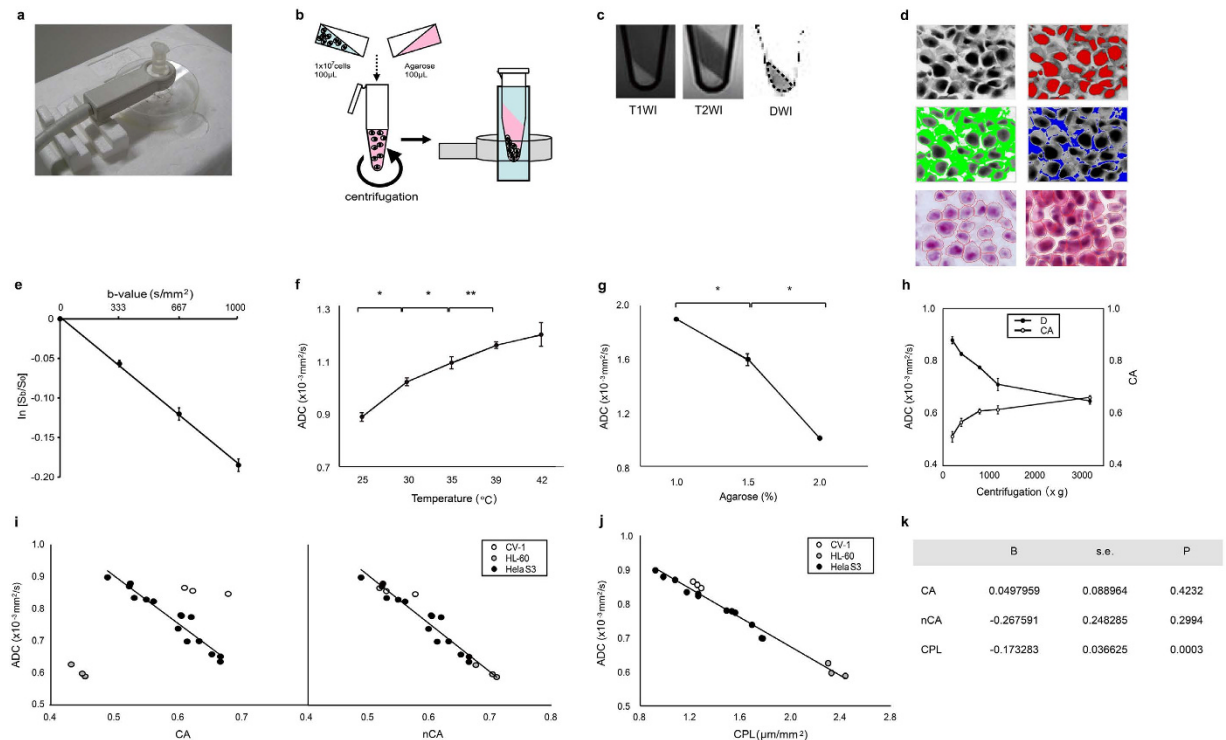 a
b
1x10⁷cells
100µL
Agarose
100µL
centrifugation
c
T1WI
T2WI
DWI
d
e
b-value (s/mm²)
0 333 667 1000
0
-0.05
-0.10
-0.15
-0.20
ln [Sb/S0]
f
* * **
ADC (x10⁻³mm²/s)
1.3
1.1
0.9
0.7
25 30 35 39 42
Temperature (°C)
g
* *
ADC (x10⁻³mm²/s)
2.0
1.6
1.2
0.8
1.0 1.5 2.0
Agarose (%)
h
D
CA
ADC (x10⁻³mm²/s)
1.0
0.8
0.6
0.4
CA
1.0
0.8
0.6
0.4
0 1000 2000 3000
Centrifugation (x g)
i
ADC (x10⁻³mm²/s)
1.0
0.9
0.8
0.7
0.6
0.5
0.4 0.5 0.6 0.7 0.4
CA
CV-1
HL-60
HelaS3
0.5 0.6 0.7 0.8
nCA
j
ADC (x10⁻³mm²/s)
1.0
0.9
0.8
0.7
0.6
0.5
CV-1
HL-60
HelaS3
0.8 1.2 1.6 2.0 2.4 2.8
CPL (µm/mm²)
k
B s.e. P
CA 0.0497959 0.088964 0.4232
nCA -0.267591 0.248285 0.2994
CPL -0.173283 0.036625 0.0003